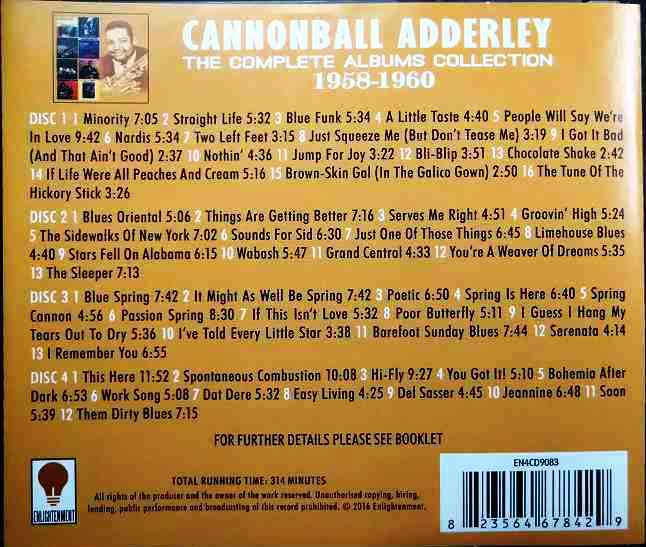 CANNONBALL ADDERLEY
THE COMPLETE ALBUMS COLLECTION
1958-1960
DISC 1 1 Minority 7:05 2 Straight Life 5:32 3 Blue Funk 5:34 4 A Little Taste 4:40 5 People Will Say We're
In Love 9:42 6 Nardis 5:34 7 Two Left Feet 3:15 8 Just Squeeze Me (But Don't Tease Me) 3:19 9 I Got It Bad
(And That Ain't Good) 2:37 10 Nothin' 4:36 11 Jump For Joy 3:22 12 Bli-Blip 3:51 13 Chocolate Shake 2:42
14 If Life Were All Peaches And Cream 5:16 15 Brown-Skin Gal (In The Galico Gown) 2:50 16 The Tune Of The
Hickory Stick 3:26
DISC 2 1 Blues Oriental 5:06 2 Things Are Getting Better 7:16 3 Serves Me Right 4:51 4 Groovin' High 5:24
5 The Sidewalks Of New York 7:02 6 Sounds For Sid 6:30 7 Just One Of Those Things 6:45 8 Limehouse Blues
4:40 9 Stars Fell On Alabama 6:15 10 Wabash 5:47 11 Grand Central 4:33 12 You're A Weaver Of Dreams 5:35
13 The Sleeper 7:13
DISC 3 1 Blue Spring 7:42 2 It Might As Well Be Spring 7:42 3 Poetic 6:50 4 Spring Is Here 6:40 5 Spring
Cannon 4:56 6 Passion Spring 8:30 7 If This Isn't Love 5:32 8 Poor Butterfly 5:11 9 I Guess I Hang My
Tears Out To Dry 5:36 10 I've Told Every Little Star 3:38 11 Barefoot Sunday Blues 7:44 12 Serenata 4:14
13 I Remember You 6:55
DISC 4 1 This Here 11:52 2 Spontaneous Combustion 10:08 3 Hi-Fly 9:27 4 You Got It! 5:10 5 Bohemia After
Dark 6:53 6 Work Song 5:08 7 Dat Dere 5:32 8 Easy Living 4:25 9 Del Sasser 4:45 10 Jeannine 6:48 11 Soon
5:39 12 Them Dirty Blues 7:15
FOR FURTHER DETAILS PLEASE SEE BOOKLET
ENLIGHTENMENT
TOTAL RUNNING TIME: 314 MINUTES
All rights of the producer and the owner of the work reserved. Unauthorised copying, hiring,
lending, public performance and broadcasting of this record prohibited. © 2016 Enlightenment.
EN4CD9083
8 23564 67842 9